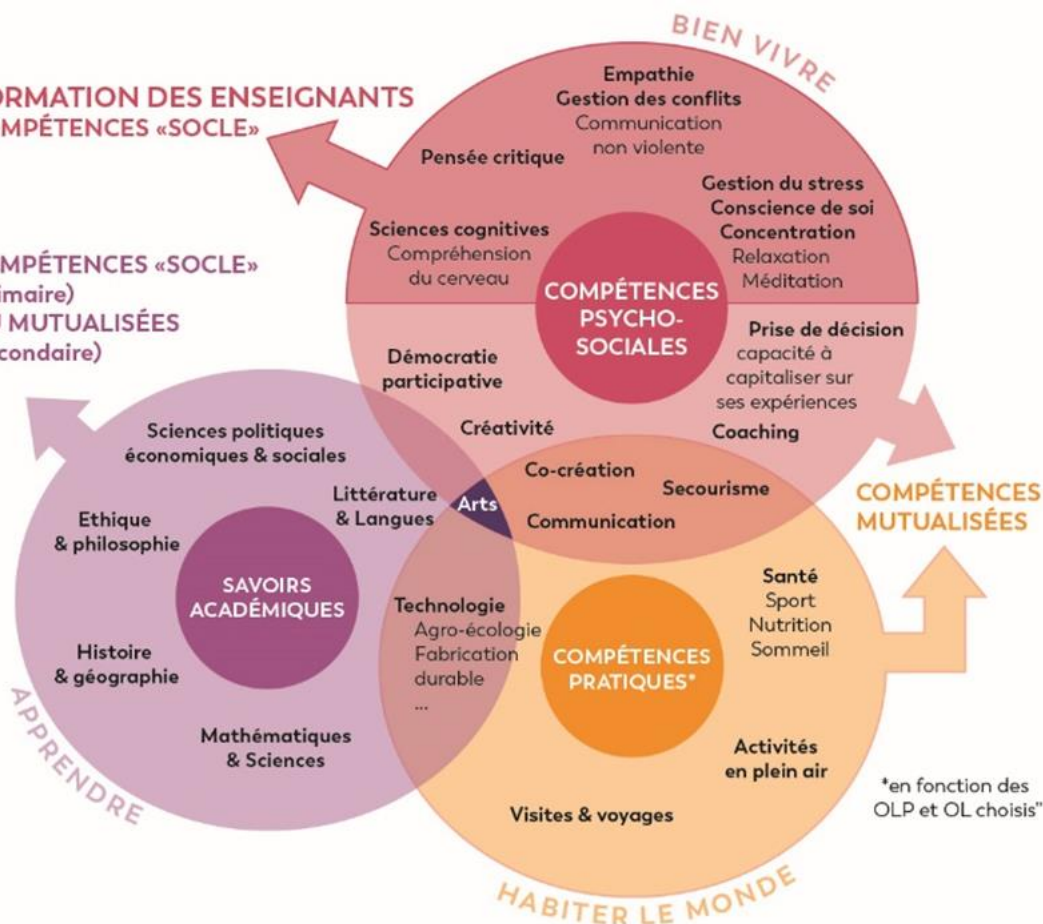 BIEN VIVRE
ORMATION DES ENSEIGNANTS
OMPÉTENCES «SOCLE»
Empathie
Gestion des conflits
Communication
non violente
Pensée critique
Gestion du stress
Conscience de soi
Concentration
Relaxation
Méditation
Sciences cognitives
Compréhension
du cerveau
COMPÉTENCES
PSYCHO-
SOCIALES
OMPÉTENCES «SOCLE»
imaire)
U MUTUALISÉES
condaire)
Prise de décision
capacité à
capitaliser sur
ses expériences
Coaching
Démocratie
participative
Créativité
Co-création
Secourisme
Communication
Arts
COMPÉTENCES
MUTUALISÉES
Sciences politiques
économiques & sociales
Littérature
& Langues
Ethique
& philosophie
SAVOIRS
ACADÉMIQUES
Histoire
& géographie
Mathématiques
& Sciences
APPRENDRE
Technologie
Agro-écologie
Fabrication
durable
...
COMPÉTENCES
PRATIQUES*
Santé
Sport
Nutrition
Sommeil
Activités
en plein air
Visites & voyages
*en fonction des
OLP et OL choisis"
HABITER LE MONDE